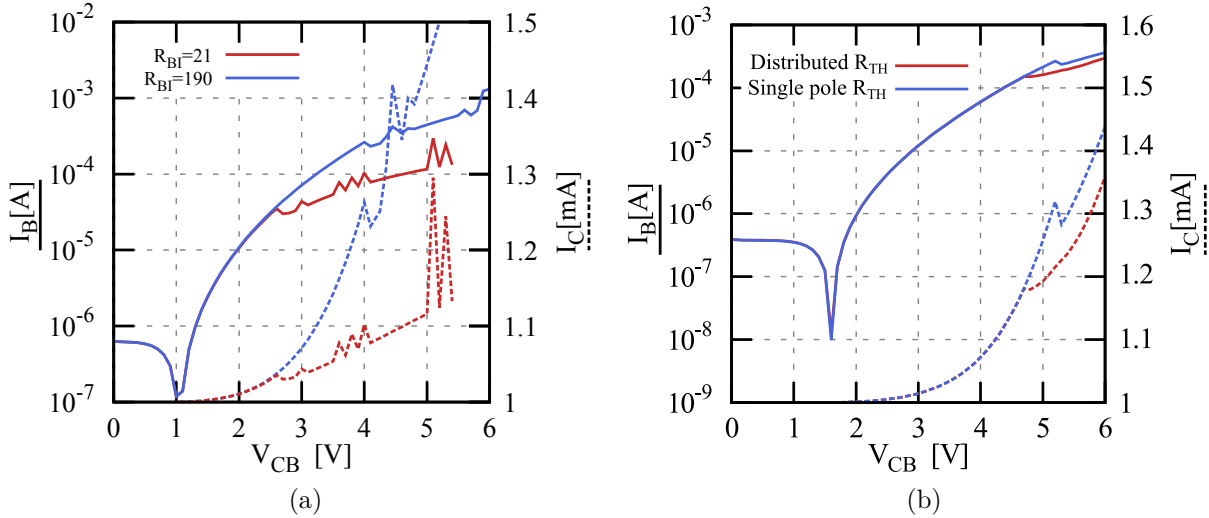 10⁻² 1.5
R_BI=21
R_BI=190
10⁻³ 1.4
10⁻⁴ 1.3
I_B[A] I_C[mA]
10⁻⁵ 1.2
10⁻⁶ 1.1
10⁻⁷ 1
0 1 2 3 4 5 6
V_CB [V]
(a)
10⁻³ 1.6
Distributed R_TH
Single pole R_TH
10⁻⁴ 1.5
10⁻⁵ 1.4
10⁻⁶ 1.3
I_B[A] I_C[mA]
10⁻⁷ 1.2
10⁻⁸ 1.1
10⁻⁹ 1
0 1 2 3 4 5 6
V_CB [V]
(b)